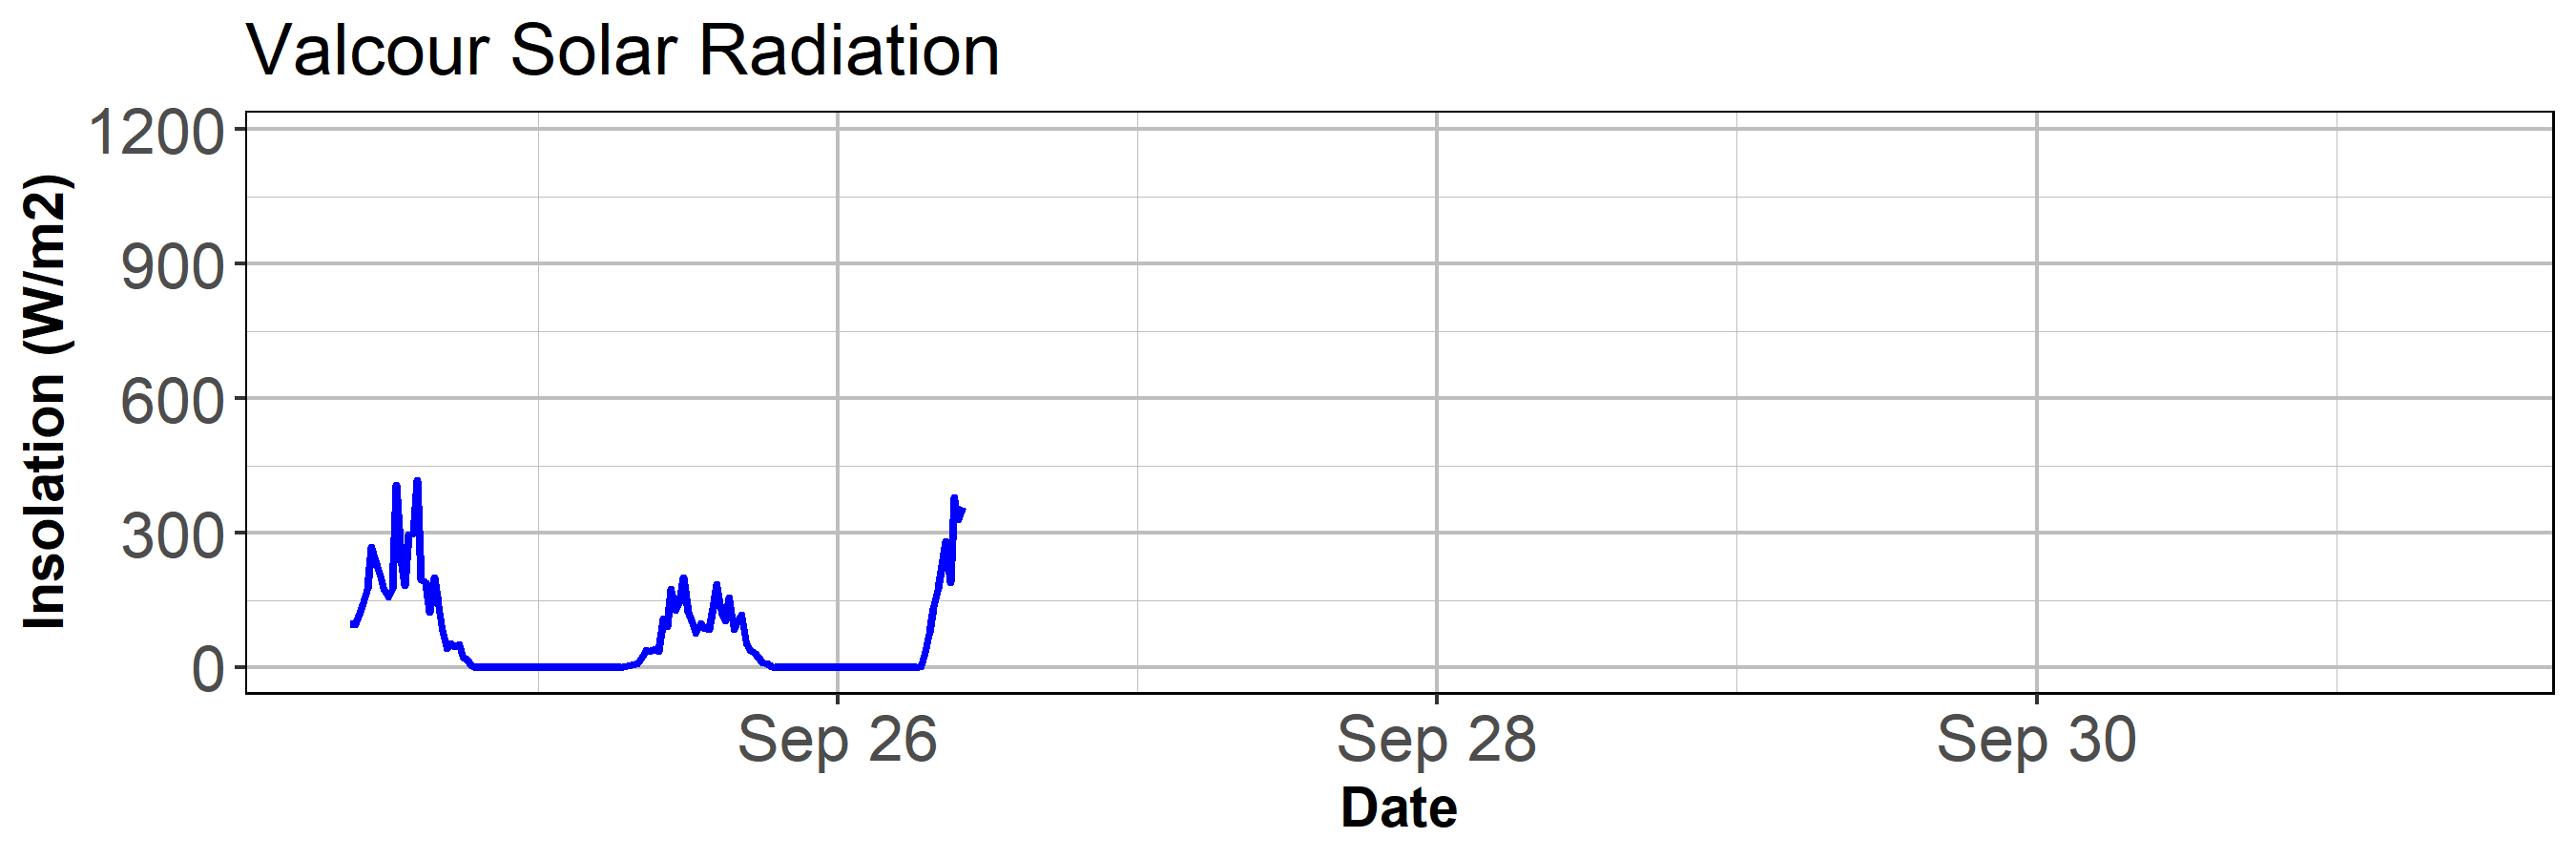 Valcour Solar Radiation
1200
900
600
300
0
Insolation (W/m2)
Sep 26 Sep 28 Sep 30
Date